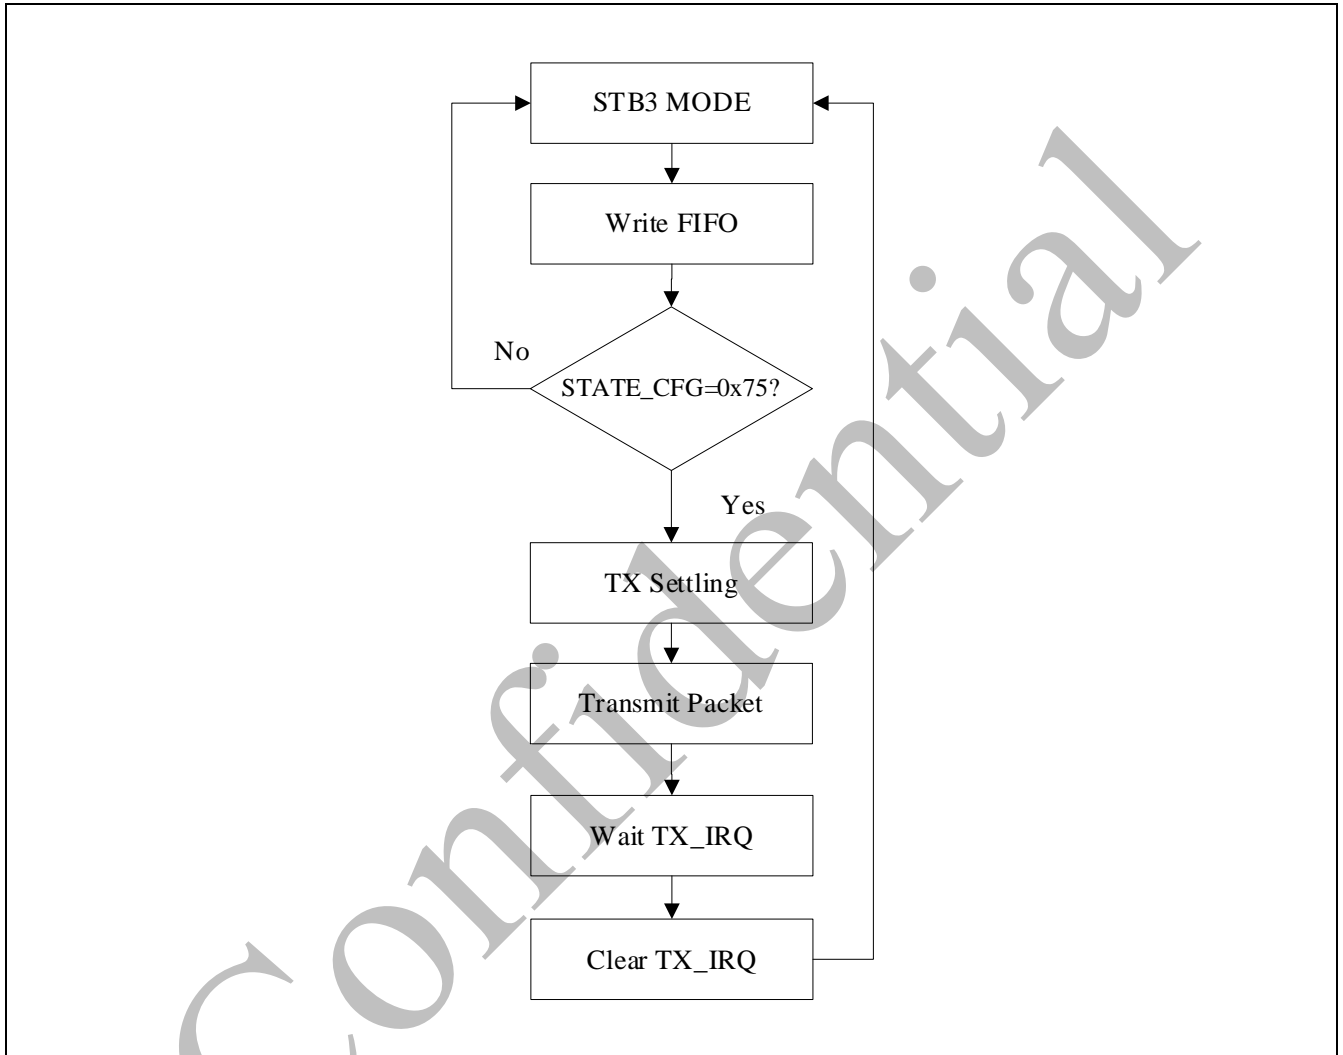 STB3 MODE
Write FIFO
No
STATE_CFG=0x75?
Yes
TX Settling
Transmit Packet
Wait TX_IRQ
Clear TX_IRQ
Confidential